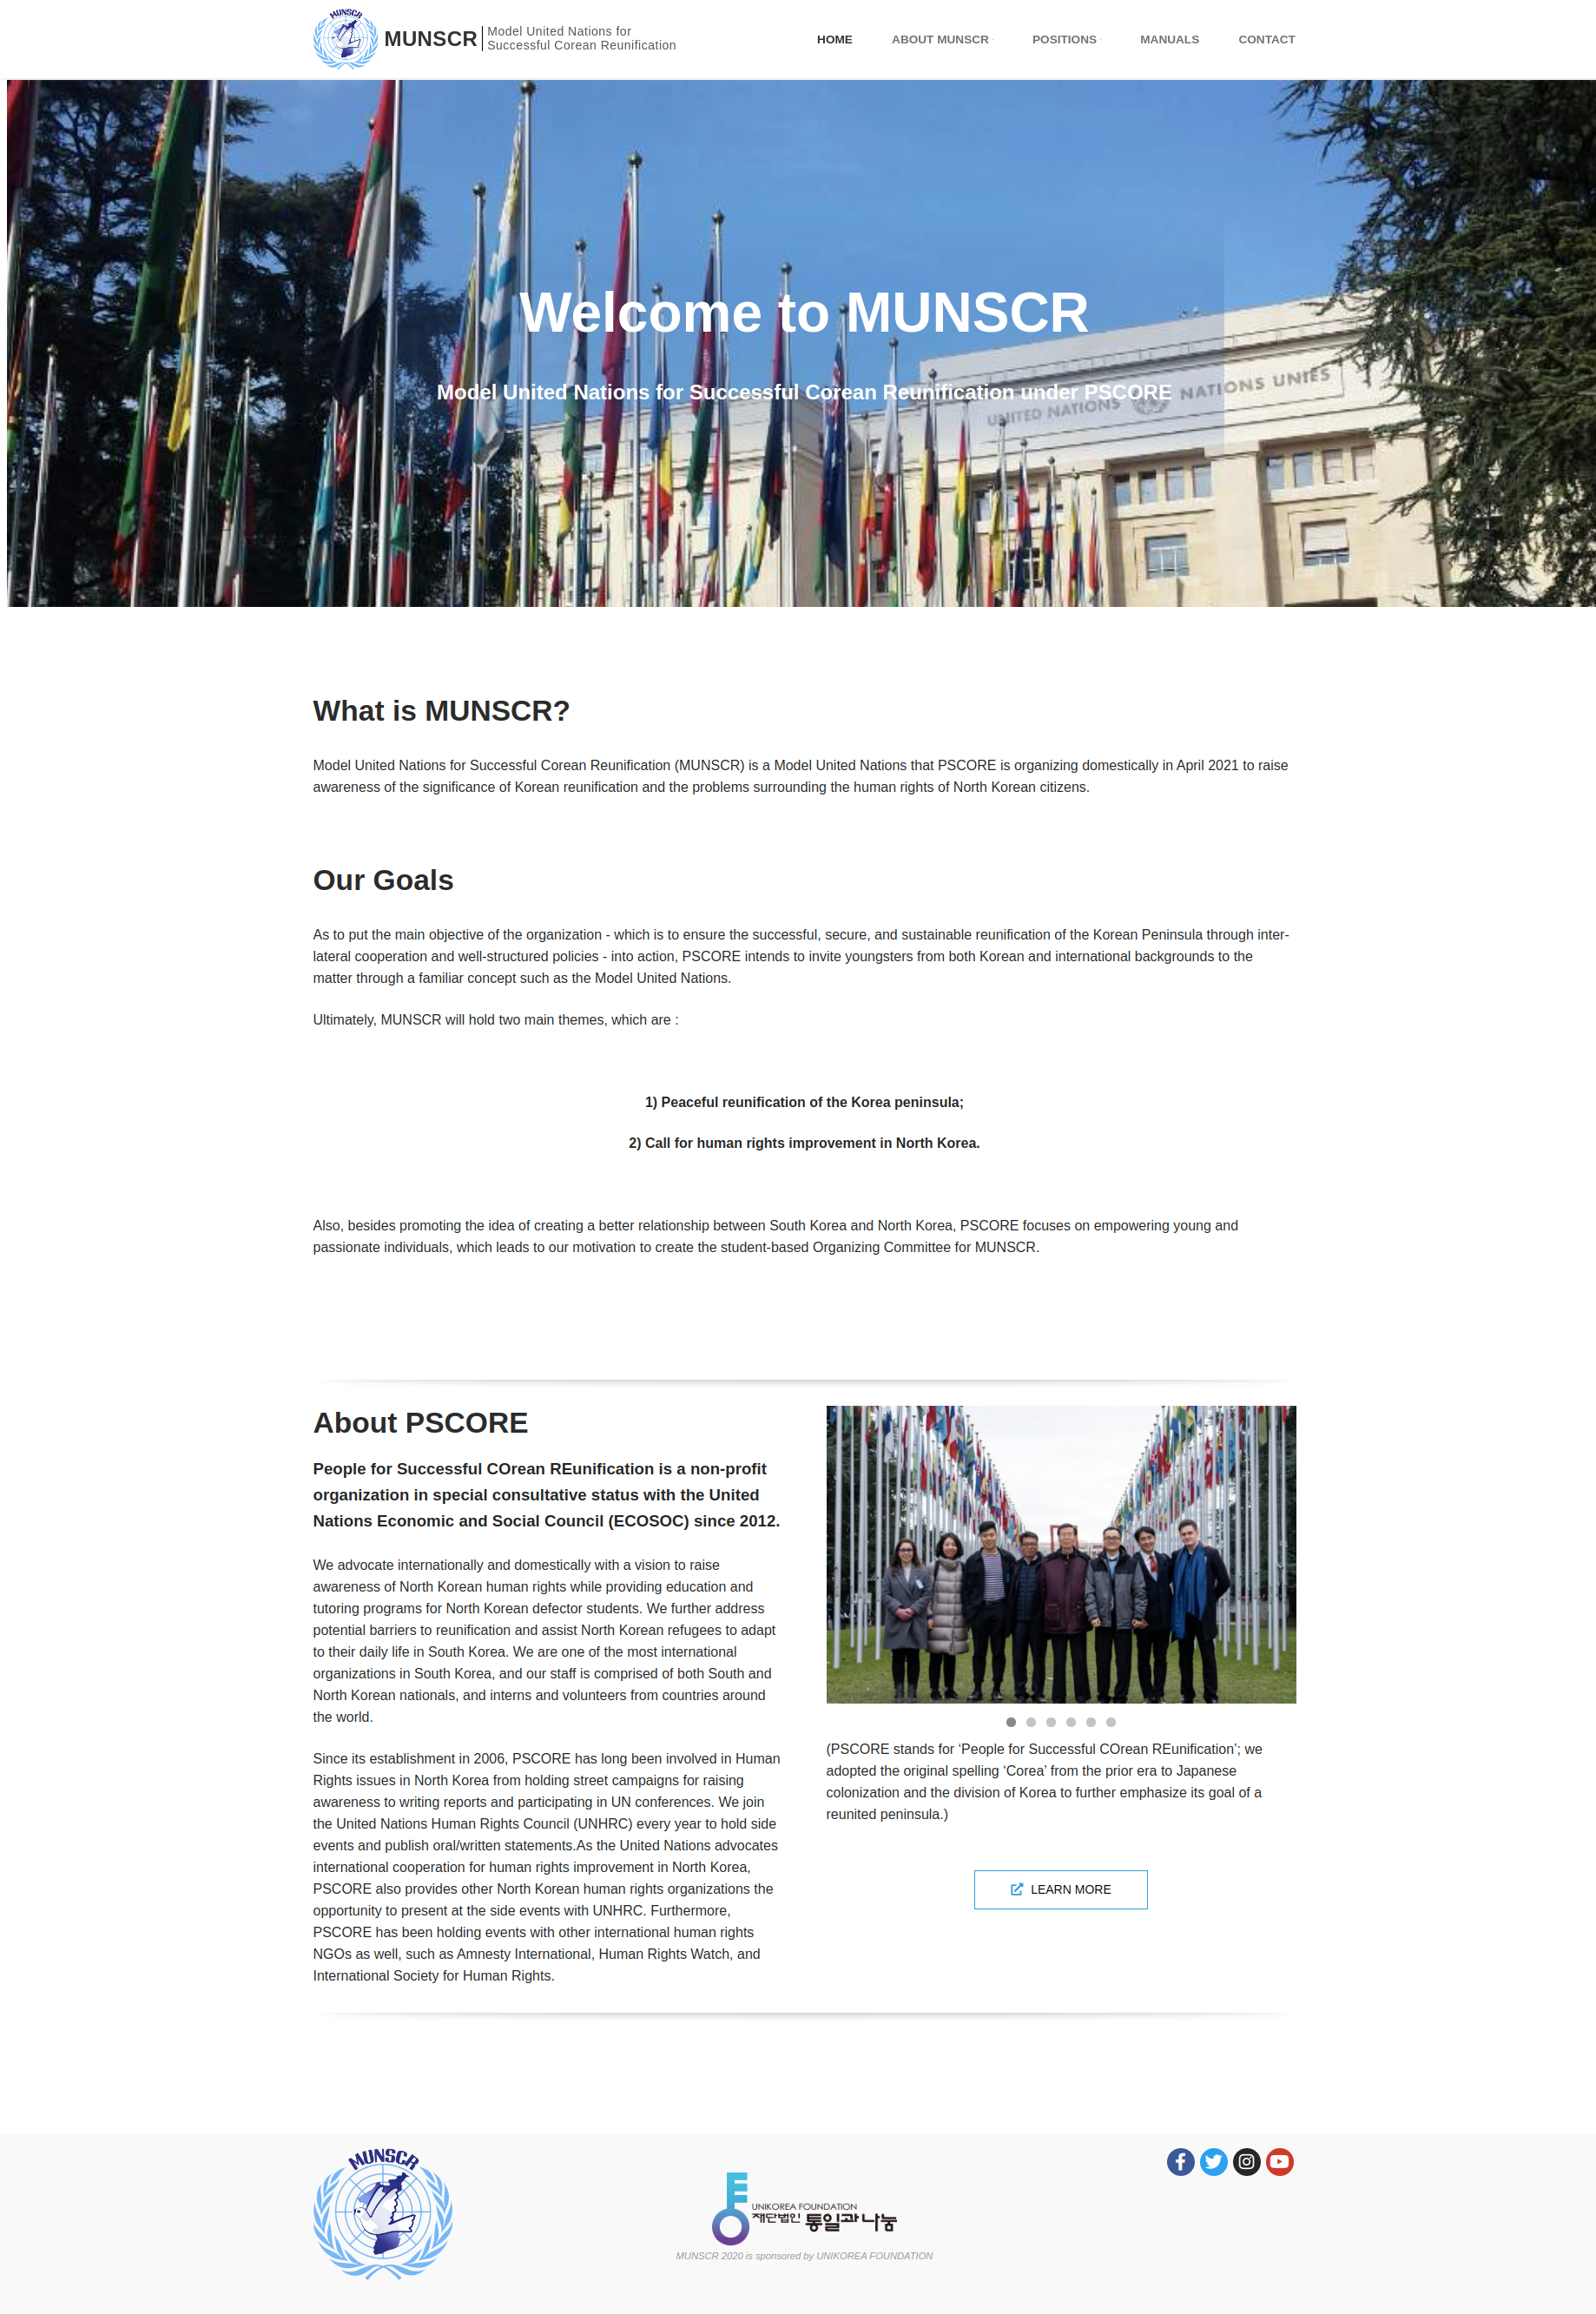 MUNSCR
MUNSCR
Model United Nations for
Successful Corean Reunification
HOME
ABOUT MUNSCR
POSITIONS
MANUALS
CONTACT
Welcome to MUNSCR
Model United Nations for Successful Corean Reunification under PSCORE
UNITED NATIONS
NATIONS UNIES
What is MUNSCR?
Model United Nations for Successful Corean Reunification (MUNSCR) is a Model United Nations that PSCORE is organizing domestically in April 2021 to raise
awareness of the significance of Korean reunification and the problems surrounding the human rights of North Korean citizens.
Our Goals
As to put the main objective of the organization - which is to ensure the successful, secure, and sustainable reunification of the Korean Peninsula through inter-
lateral cooperation and well-structured policies - into action, PSCORE intends to invite youngsters from both Korean and international backgrounds to the
matter through a familiar concept such as the Model United Nations.
Ultimately, MUNSCR will hold two main themes, which are :
1) Peaceful reunification of the Korea peninsula;
2) Call for human rights improvement in North Korea.
Also, besides promoting the idea of creating a better relationship between South Korea and North Korea, PSCORE focuses on empowering young and
passionate individuals, which leads to our motivation to create the student-based Organizing Committee for MUNSCR.
About PSCORE
People for Successful COrean REunification is a non-profit
organization in special consultative status with the United
Nations Economic and Social Council (ECOSOC) since 2012.
We advocate internationally and domestically with a vision to raise
awareness of North Korean human rights while providing education and
tutoring programs for North Korean defector students. We further address
potential barriers to reunification and assist North Korean refugees to adapt
to their daily life in South Korea. We are one of the most international
organizations in South Korea, and our staff is comprised of both South and
North Korean nationals, and interns and volunteers from countries around
the world.
Since its establishment in 2006, PSCORE has long been involved in Human
Rights issues in North Korea from holding street campaigns for raising
awareness to writing reports and participating in UN conferences. We join
the United Nations Human Rights Council (UNHRC) every year to hold side
events and publish oral/written statements.As the United Nations advocates
international cooperation for human rights improvement in North Korea,
PSCORE also provides other North Korean human rights organizations the
opportunity to present at the side events with UNHRC. Furthermore,
PSCORE has been holding events with other international human rights
NGOs as well, such as Amnesty International, Human Rights Watch, and
International Society for Human Rights.
(PSCORE stands for ‘People for Successful COrean REunification’; we
adopted the original spelling ‘Corea’ from the prior era to Japanese
colonization and the division of Korea to further emphasize its goal of a
reunited peninsula.)
LEARN MORE
MUNSCR
UNIKOREA FOUNDATION
재단법인 통일과 나눔
MUNSCR 2020 is sponsored by UNIKOREA FOUNDATION